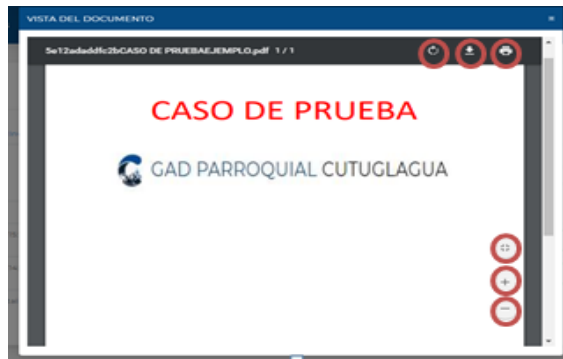 VISTA DEL DOCUMENTO
5e12adaddfc2bCASO DE PRUEBAEJEMPLO.pdf 1 / 1
CASO DE PRUEBA
GAD PARROQUIAL CUTUGLAGUA